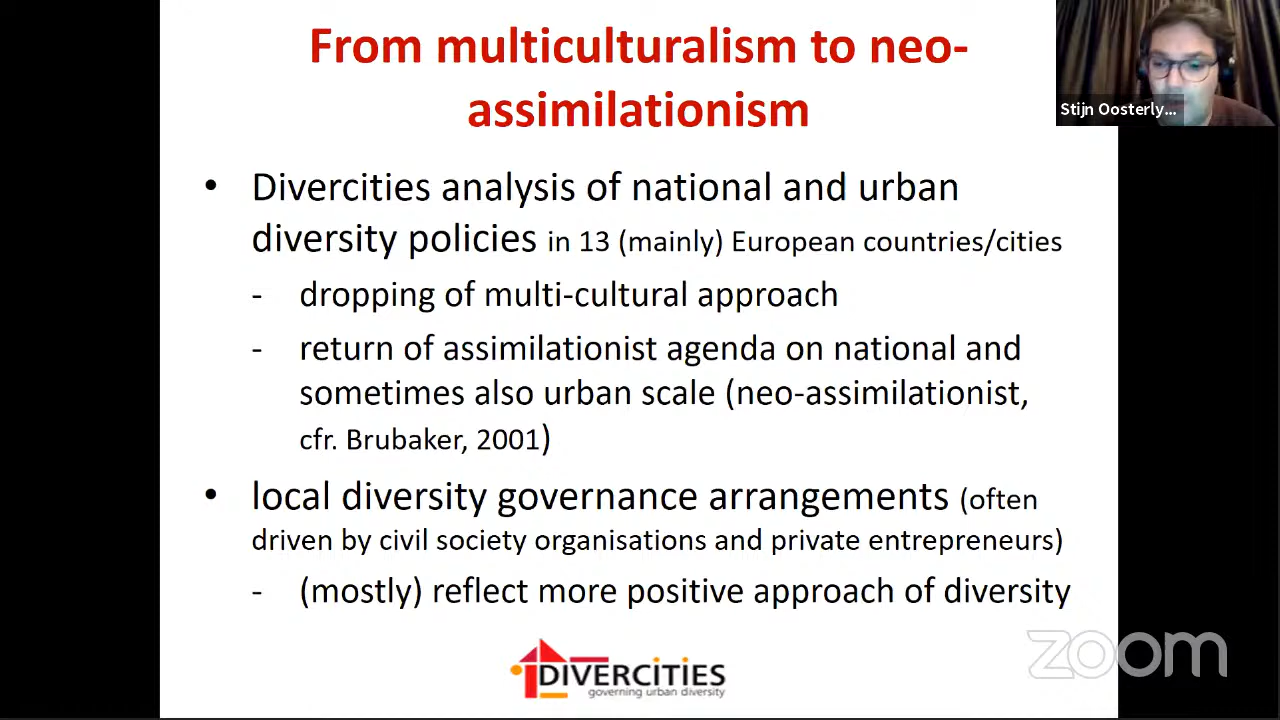 From multiculturalism to neo-
assimilationism
Stijn Oosterly...
• Divercities analysis of national and urban
diversity policies in 13 (mainly) European countries/cities
- dropping of multi-cultural approach
- return of assimilationist agenda on national and
sometimes also urban scale (neo-assimilationist,
cfr. Brubaker, 2001)
• local diversity governance arrangements (often
driven by civil society organisations and private entrepreneurs)
- (mostly) reflect more positive approach of diversity
zoom
DIVERCITIES
governing urban diversity